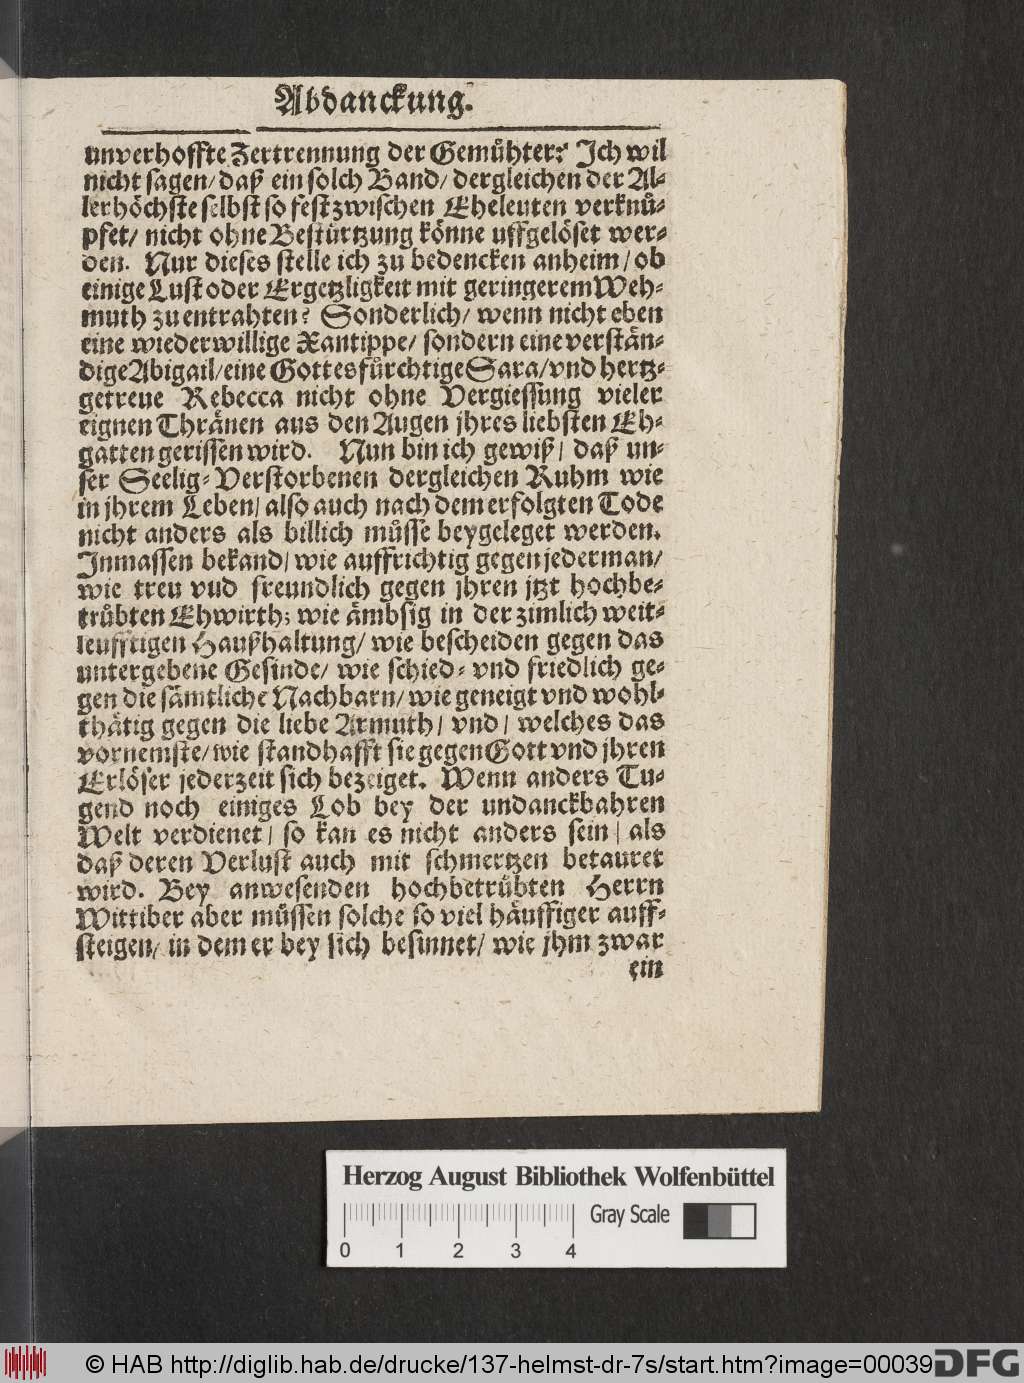 Abdanckung.
unverhoffte Zertrennung der Gemühter? Ich wil
nicht sagen/ daß ein solch Band/ dergleichen der Al-
lerhöchste selbst so fest zwischen Eheleuten verknü-
pfet/ nicht ohne Bestürtzung könne uffgelöset wer-
den. Nur dieses stelle ich zu bedencken anheim/ ob
einige Lust oder Ergetzligkeit mit geringerem Weh-
muth zu entrahten? Sonderlich/ wenn nicht eben
eine wiederwillige Xantippe/ sondern eine verstän-
dige Abigail/ eine Gottesfürchtige Sara/ vnd hertz-
getreue Rebecca nicht ohne Vergiessung vieler
eignen Thränen aus den Augen jhres liebsten Eh-
gatten gerissen wird. Nun bin ich gewiß/ daß un-
ser Seelig-Verstorbenen dergleichen Ruhm wie
in jhrem Leben/ also auch nach dem erfolgten Tode
nicht anders als billich müsse beygeleget werden.
Inmassen bekand/ wie auffrichtig gegen jederman/
wie treu vud freundlich gegen jhren jtzt hochbe-
trübten Ehwirth; wie ämbsig in der zimlich weit-
leufftigen Haußhaltung/ wie bescheiden gegen das
untergebene Gesinde/ wie schied- vnd friedlich ge-
gen die sämtliche Nachbarn/ wie geneigt vnd wohl-
thätig gegen die liebe Armuth/ vnd/ welches das
vornemste/ wie standhafft sie gegen Gott vnd jhren
Erlöser jederzeit sich bezeiget. Wenn anders Tu-
gend noch einiges Lob bey der undanckbahren
Welt verdienet/ so kan es nicht anders sein/ als
daß deren Verlust auch mit schmertzen betauret
wird. Bey anwesenden hochbetrübten Herrn
Wittiber aber müssen solche so viel häuffiger auff-
steigen/ in dem er bey sich besinnet/ wie jhm zwar
ein
Herzog August Bibliothek Wolfenbüttel
Gray Scale
0 1 2 3 4
© HAB http://diglib.hab.de/drucke/137-helmst-dr-7s/start.htm?image=00039
DFG